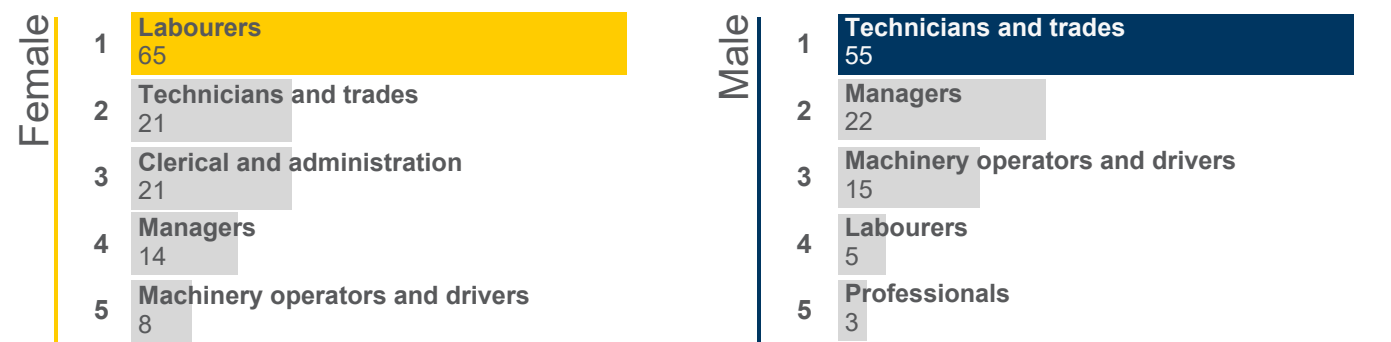 Female
1
Labourers
65
2
Technicians and trades
21
3
Clerical and administration
21
4
Managers
14
5
Machinery operators and drivers
8
Male
1
Technicians and trades
55
2
Managers
22
3
Machinery operators and drivers
15
4
Labourers
5
5
Professionals
3